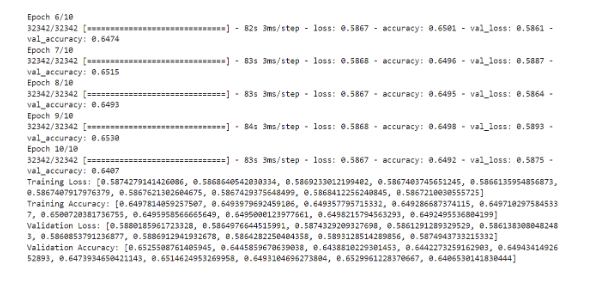 Epoch 6/10
32342/32342 [==============================] - 82s 3ms/step - loss: 0.5867 - accuracy: 0.6501 - val_loss: 0.5861 -
val_accuracy: 0.6474
Epoch 7/10
32342/32342 [==============================] - 83s 3ms/step - loss: 0.5868 - accuracy: 0.6496 - val_loss: 0.5887 -
val_accuracy: 0.6515
Epoch 8/10
32342/32342 [==============================] - 83s 3ms/step - loss: 0.5867 - accuracy: 0.6495 - val_loss: 0.5864 -
val_accuracy: 0.6493
Epoch 9/10
32342/32342 [==============================] - 84s 3ms/step - loss: 0.5868 - accuracy: 0.6498 - val_loss: 0.5893 -
val_accuracy: 0.6530
Epoch 10/10
32342/32342 [==============================] - 83s 3ms/step - loss: 0.5867 - accuracy: 0.6492 - val_loss: 0.5875 -
val_accuracy: 0.6407
Training Loss: [0.5874279141426086, 0.5868640542030334, 0.5869233012199402, 0.5867403745651245, 0.5866135954856873,
0.5867407917976379, 0.5867621302604675, 0.5867429375648499, 0.5868412256240845, 0.5867210030555725]
Training Accuracy: [0.6497814059257507, 0.6493979692459106, 0.649357795715332, 0.649286687374115, 0.649710297584533
7, 0.6500720381736755, 0.6495958566665649, 0.6495000123977661, 0.6498215794563293, 0.6492495536804199]
Validation Loss: [0.5880185961723328, 0.5864976644515991, 0.5874329209327698, 0.5861291289329529, 0.586138308048248
3, 0.5860853791236877, 0.5886912941932678, 0.5864282250404358, 0.5893128514289856, 0.5874943733215332]
Validation Accuracy: [0.6525508761405945, 0.6445859670639038, 0.6438810229301453, 0.6442273259162903, 0.64943414926
52893, 0.6473934650421143, 0.6514624953269958, 0.6493104696273804, 0.6529961228370667, 0.6406530141830444]